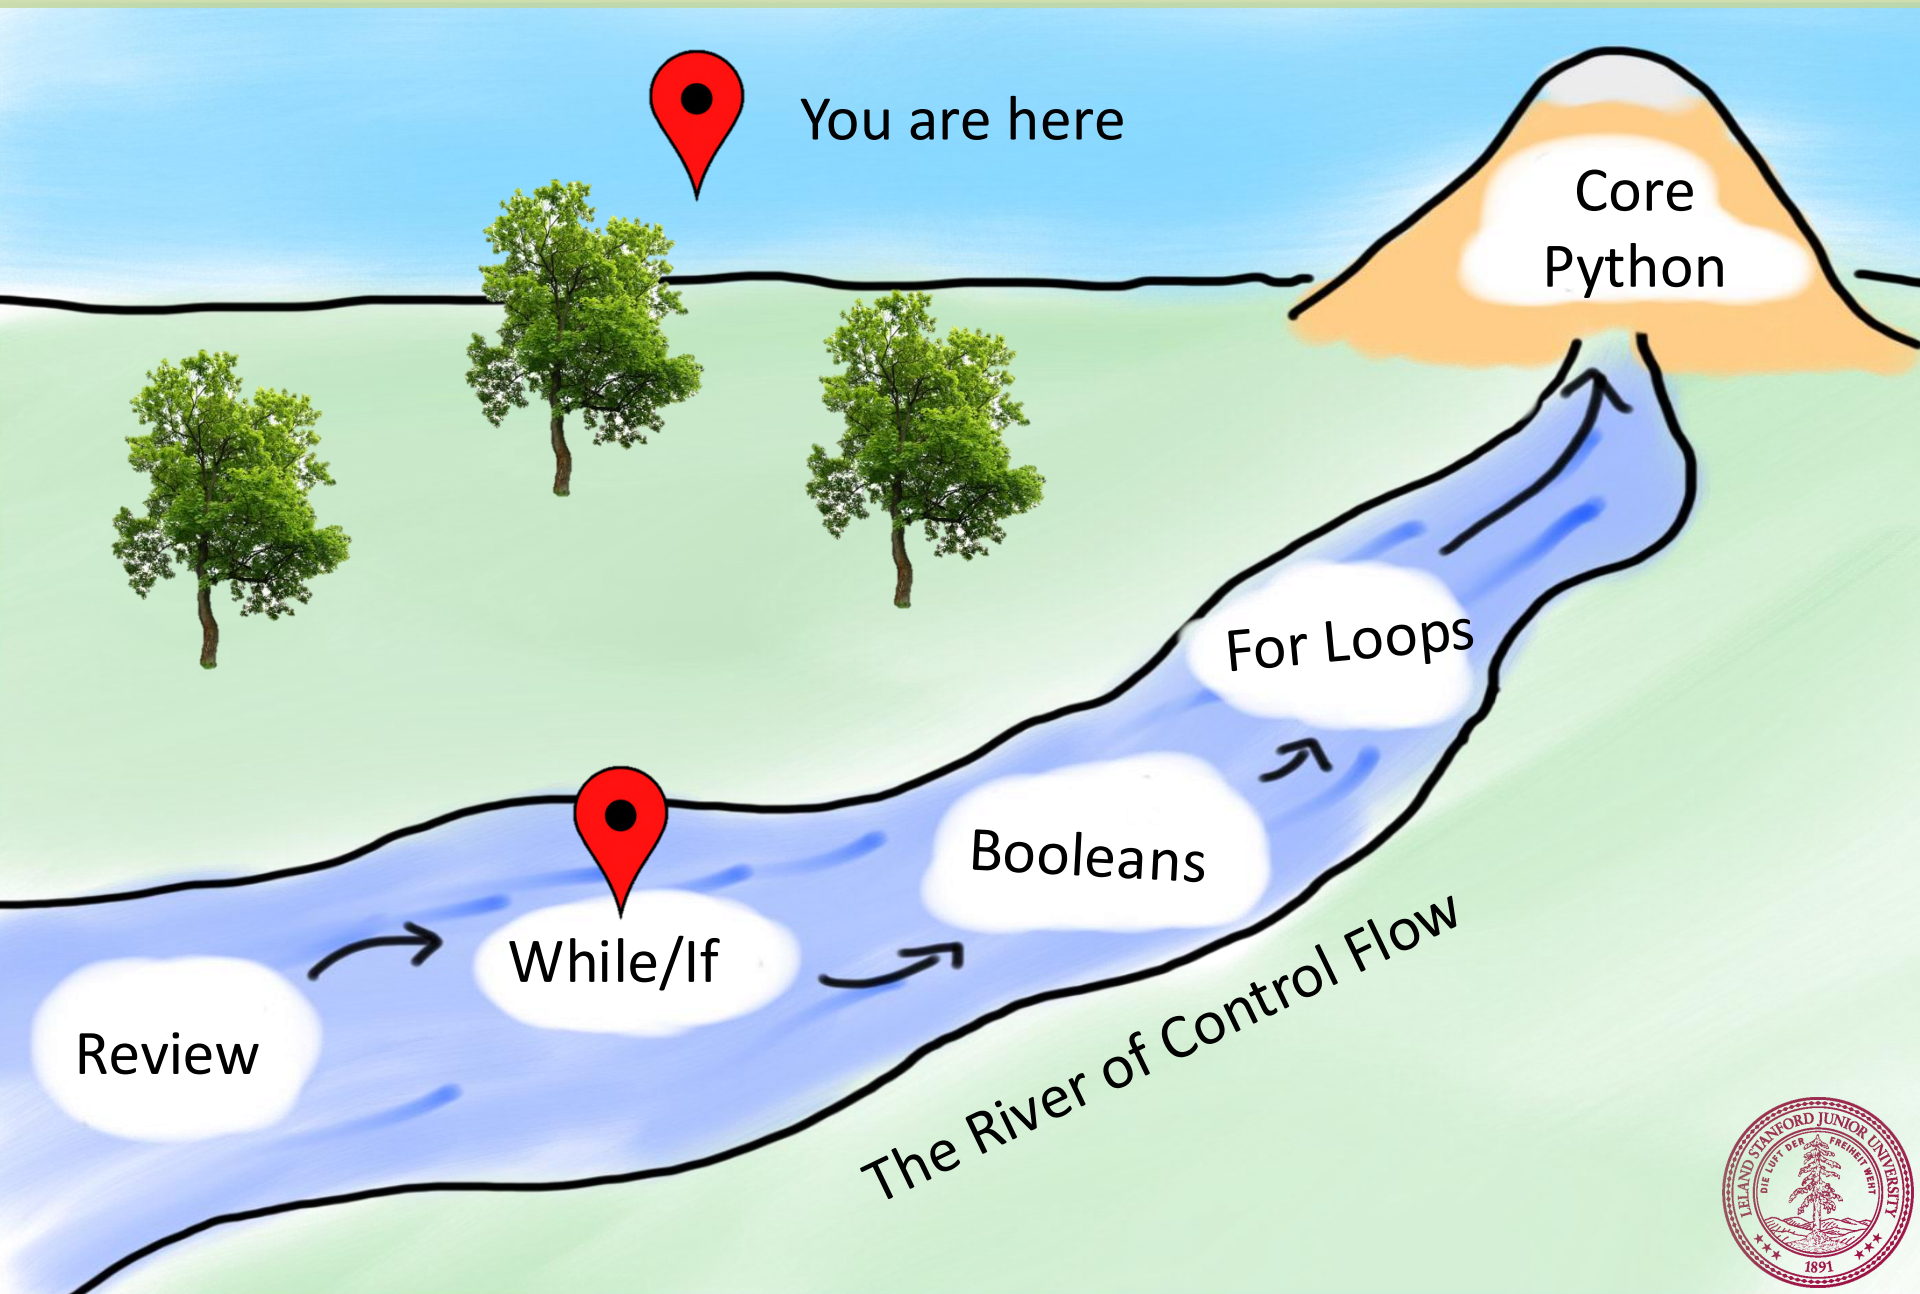 You are here
Core
Python
For Loops
Booleans
While/If
Review
The River of Control Flow
LELAND STANFORD JUNIOR UNIVERSITY
DIE LUFT DER FREIHEIT WEHT
1891